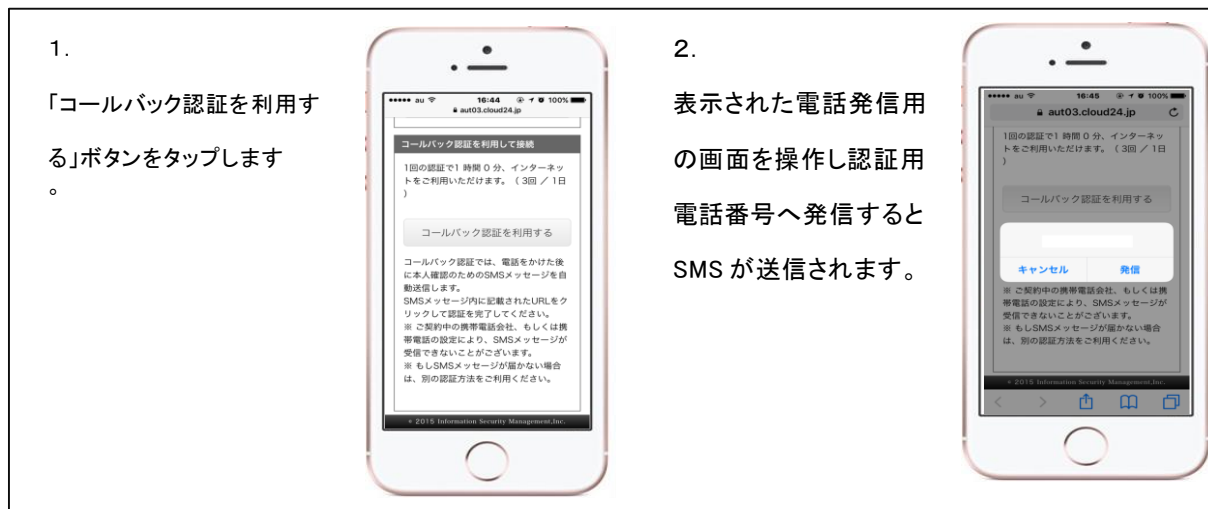 1.
「コールバック認証を利用す
る」ボタンをタップします
。
●●●●● au 16:44 100%
aut03.cloud24.jp
コールバック認証を利用して接続
1回の認証で1 時間 0 分、インターネッ
トをご利用いただけます。（ 3回 ／ 1日
）
コールバック認証を利用する
コールバック認証では、電話をかけた後
に本人確認のためのSMSメッセージを自
動送信します。
SMSメッセージ内に記載されたURLをク
リックして認証を完了してください。
※ ご契約中の携帯電話会社、もしくは携
帯電話の設定により、SMSメッセージが
受信できないことがございます。
※ もしSMSメッセージが届かない場合
は、別の認証方法をご利用ください。
© 2015 Information Security Management,Inc.
2.
表示された電話発信用
の画面を操作し認証用
電話番号へ発信すると
SMS が送信されます。
●●●●● au 16:45 100%
aut03.cloud24.jp
1回の認証で1 時間 0 分、インターネッ
トをご利用いただけます。（ 3回 ／ 1日
）
コールバック認証を利用する
キャンセル 発信
※ ご契約中の携帯電話会社、もしくは携
帯電話の設定により、SMSメッセージが
受信できないことがございます。
※ もしSMSメッセージが届かない場合
は、別の認証方法をご利用ください。
© 2015 Information Security Management,Inc.